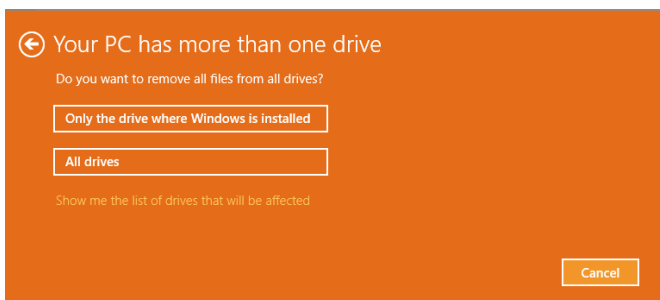 Your PC has more than one drive
Do you want to remove all files from all drives?
Only the drive where Windows is installed
All drives
Show me the list of drives that will be affected
Cancel